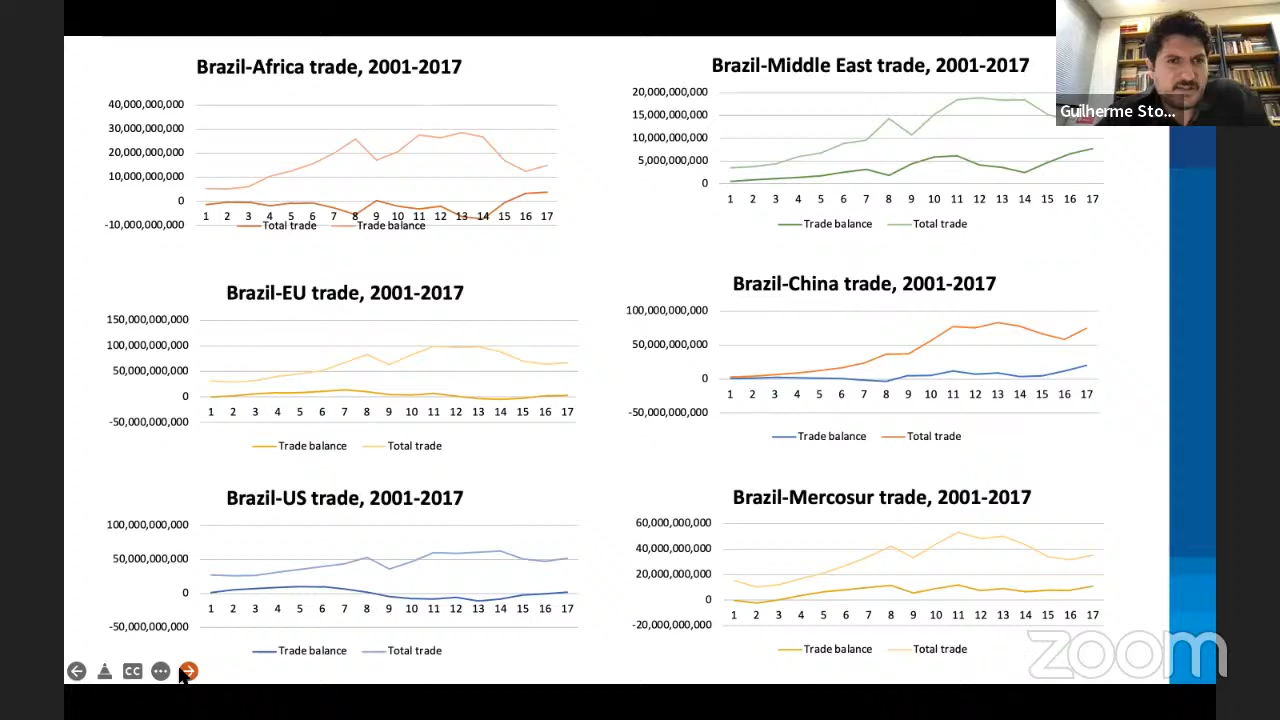 Brazil-Africa trade, 2001-2017
40,000,000,000
30,000,000,000
20,000,000,000
10,000,000,000
0
-10,000,000,000
1 2 3 4 5 6 7 8 9 10 11 12 13 14 15 16 17
Total trade Trade balance
Brazil-Middle East trade, 2001-2017
20,000,000,000
15,000,000,000
10,000,000,000
5,000,000,000
0
1 2 3 4 5 6 7 8 9 10 11 12 13 14 15 16 17
Trade balance Total trade
Guilherme Sto...
Brazil-EU trade, 2001-2017
150,000,000,000
100,000,000,000
50,000,000,000
0
-50,000,000,000
1 2 3 4 5 6 7 8 9 10 11 12 13 14 15 16 17
Trade balance Total trade
Brazil-China trade, 2001-2017
100,000,000,000
50,000,000,000
0
-50,000,000,000
1 2 3 4 5 6 7 8 9 10 11 12 13 14 15 16 17
Trade balance Total trade
Brazil-US trade, 2001-2017
100,000,000,000
50,000,000,000
0
-50,000,000,000
1 2 3 4 5 6 7 8 9 10 11 12 13 14 15 16 17
Trade balance Total trade
Brazil-Mercosur trade, 2001-2017
60,000,000,000
40,000,000,000
20,000,000,000
0
-20,000,000,000
1 2 3 4 5 6 7 8 9 10 11 12 13 14 15 16 17
Trade balance Total trade
CC
zoom